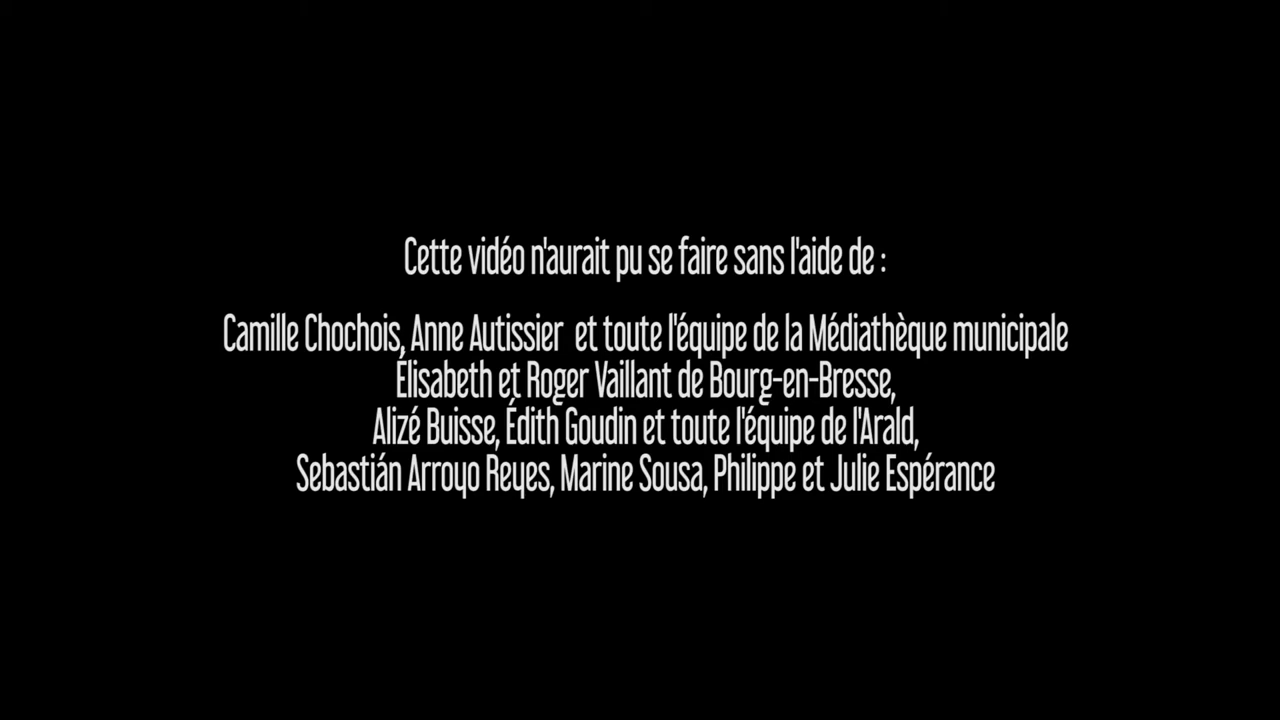 Cette vidéo n'aurait pu se faire sans l'aide de :
Camille Chochois, Anne Autissier et toute l'équipe de la Médiathèque municipale
Élisabeth et Roger Vaillant de Bourg-en-Bresse,
Alizé Buisse, Édith Goudin et toute l'équipe de l'Arald,
Sebastián Arroyo Reyes, Marine Sousa, Philippe et Julie Espérance